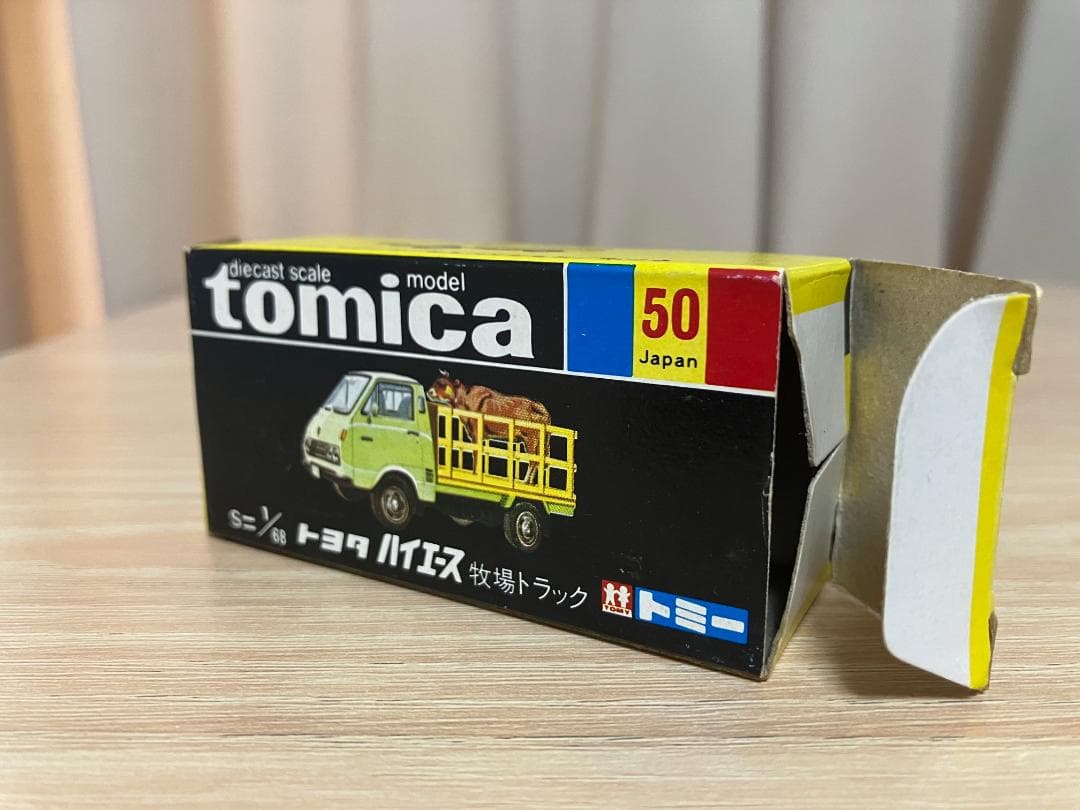 diecast scale model
tomica
50
Japan
S=1/68 トヨタ ハイエース 牧場トラック
TOMY
トミー